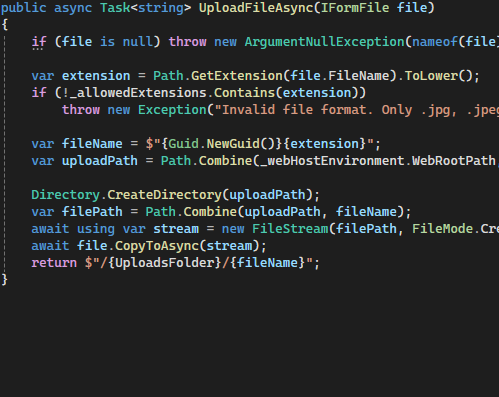 public async Task<string> UploadFileAsync(IFormFile file)
{
if (file is null) throw new ArgumentNullException(nameof(file
var extension = Path.GetExtension(file.FileName).ToLower();
if (!_allowedExtensions.Contains(extension))
throw new Exception("Invalid file format. Only .jpg, .jpeg
var fileName = $"{Guid.NewGuid()}{extension}";
var uploadPath = Path.Combine(_webHostEnvironment.WebRootPath,
Directory.CreateDirectory(uploadPath);
var filePath = Path.Combine(uploadPath, fileName);
await using var stream = new FileStream(filePath, FileMode.Cre
await file.CopyToAsync(stream);
return $"/{UploadsFolder}/{fileName}";
}